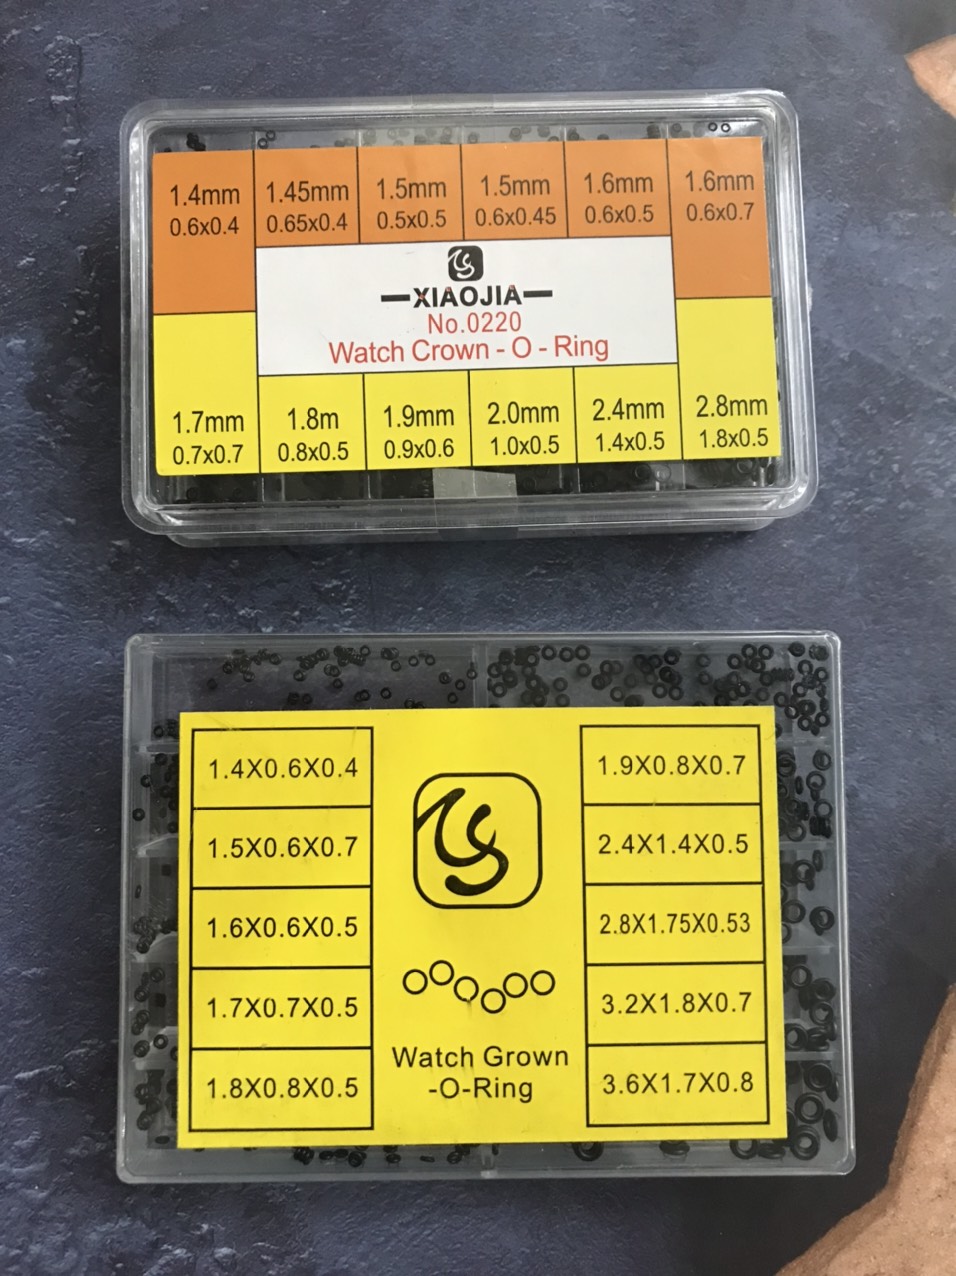 1.4mm 1.45mm 1.5mm 1.5mm 1.6mm 1.6mm
0.6x0.4 0.65x0.4 0.5x0.5 0.6x0.45 0.6x0.5 0.6x0.7
XIAOJIA
No.0220
Watch Crown - O - Ring
1.7mm 1.8m 1.9mm 2.0mm 2.4mm 2.8mm
0.7x0.7 0.8x0.5 0.9x0.6 1.0x0.5 1.4x0.5 1.8x0.5
1.4X0.6X0.4
1.5X0.6X0.7
1.6X0.6X0.5
1.7X0.7X0.5
1.8X0.8X0.5
Watch Grown
-O-Ring
1.9X0.8X0.7
2.4X1.4X0.5
2.8X1.75X0.53
3.2X1.8X0.7
3.6X1.7X0.8